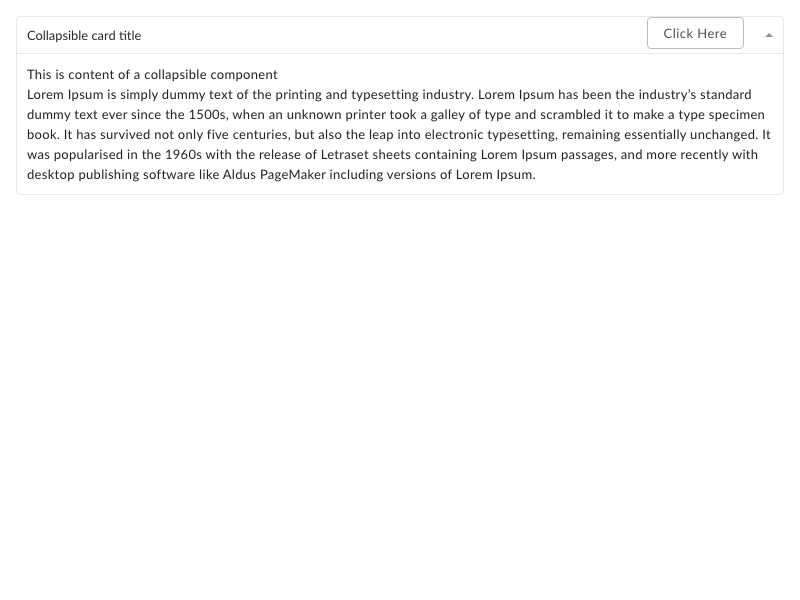 Collapsible card title
Click Here
This is content of a collapsible component
Lorem Ipsum is simply dummy text of the printing and typesetting industry. Lorem Ipsum has been the industry’s standard
dummy text ever since the 1500s, when an unknown printer took a galley of type and scrambled it to make a type specimen
book. It has survived not only five centuries, but also the leap into electronic typesetting, remaining essentially unchanged. It
was popularised in the 1960s with the release of Letraset sheets containing Lorem Ipsum passages, and more recently with
desktop publishing software like Aldus PageMaker including versions of Lorem Ipsum.